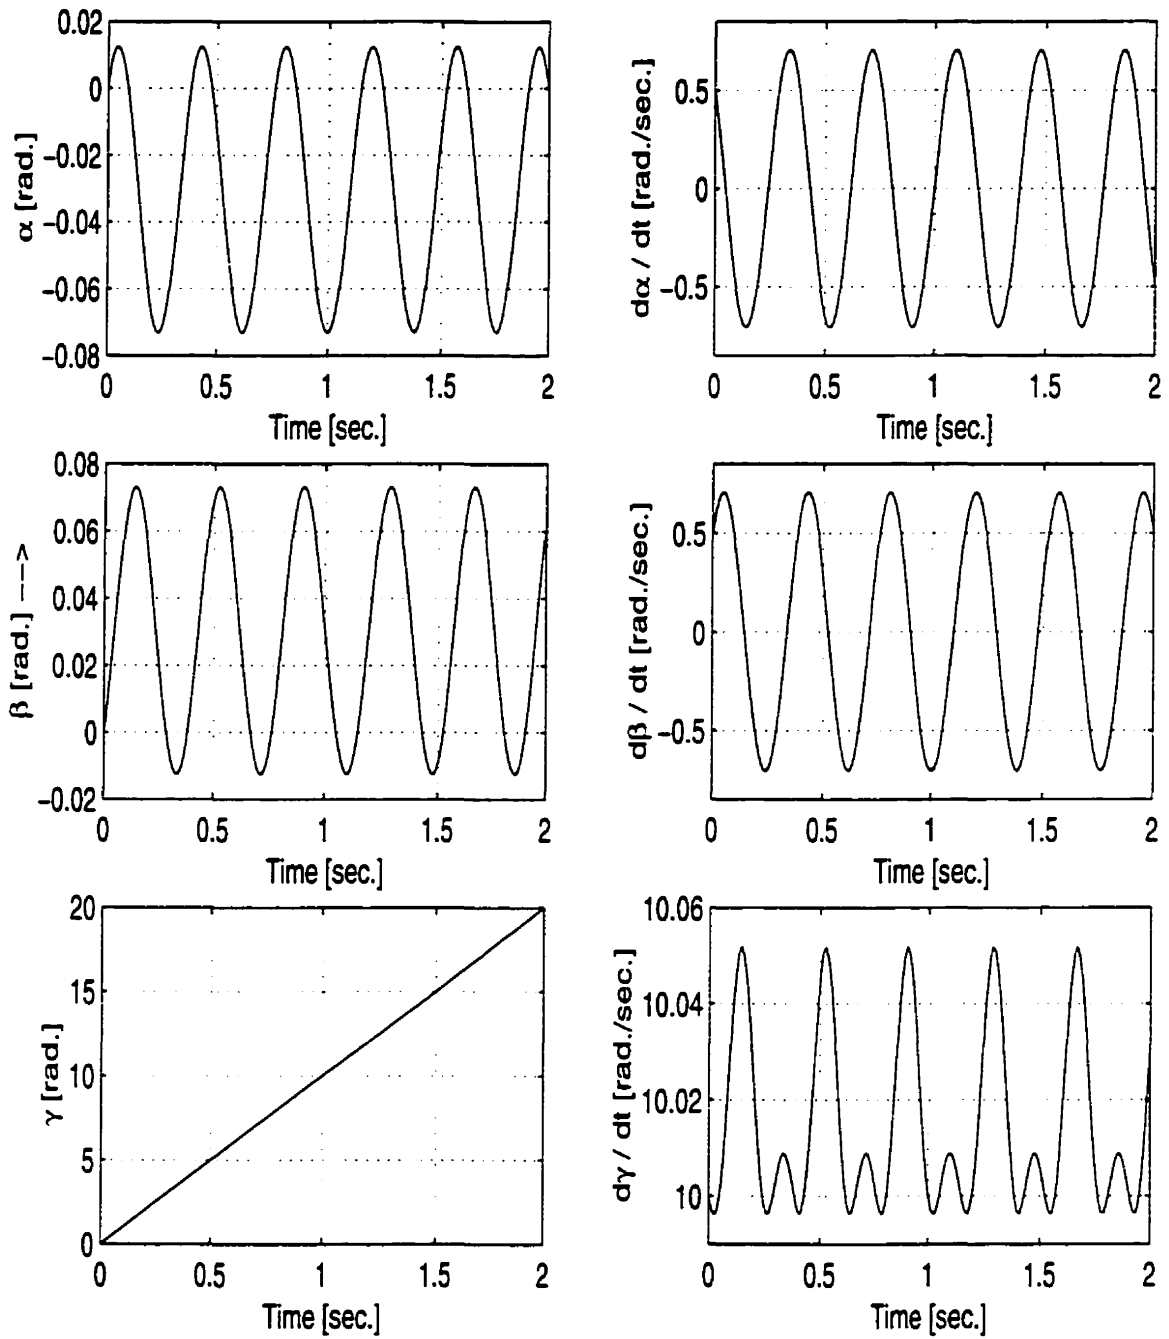 α [rad.]
0.02
0
−0.02
−0.04
−0.06
−0.08
0 0.5 1 1.5 2
Time [sec.]
dα / dt [rad./sec.]
0.5
0
−0.5
0 0.5 1 1.5 2
Time [sec.]
β [rad.] −−−>
0.08
0.06
0.04
0.02
0
−0.02
0 0.5 1 1.5 2
Time [sec.]
dβ / dt [rad./sec.]
0.5
0
−0.5
0 0.5 1 1.5 2
Time [sec.]
γ [rad.]
20
15
10
5
0
0 0.5 1 1.5 2
Time [sec.]
dγ / dt [rad./sec.]
10.06
10.04
10.02
10
0 0.5 1 1.5 2
Time [sec.]